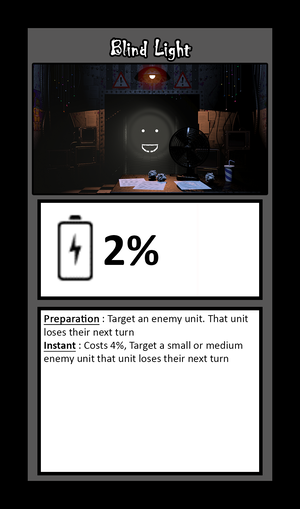 Blind Light
2%
Preparation : Target an enemy unit. That unit
loses their next turn
Instant : Costs 4%, Target a small or medium
enemy unit that unit loses their next turn